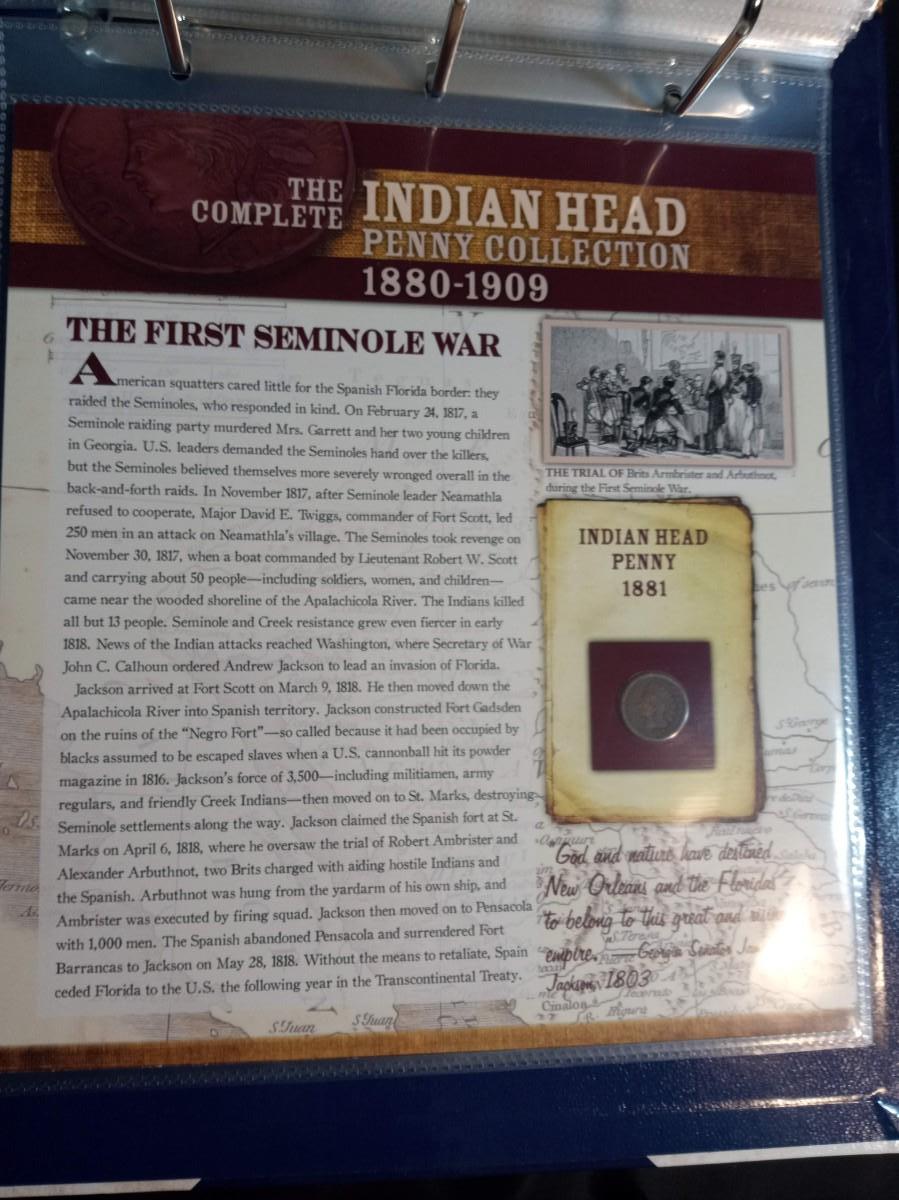 THE
COMPLETE
INDIAN HEAD
PENNY COLLECTION
1880-1909
THE FIRST SEMINOLE WAR
American squatters cared little for the Spanish Florida border: they
raided the Seminoles, who responded in kind. On February 24, 1817, a
Seminole raiding party murdered Mrs. Garrett and her two young children
in Georgia. U.S. leaders demanded the Seminoles hand over the killers,
but the Seminoles believed themselves more severely wronged overall in the
back-and-forth raids. In November 1817, after Seminole leader Neamathla
refused to cooperate, Major David E. Twiggs, commander of Fort Scott, led
250 men in an attack on Neamathla's village. The Seminoles took revenge on
November 30, 1817, when a boat commanded by Lieutenant Robert W. Scott
and carrying about 50 people—including soldiers, women, and children—
came near the wooded shoreline of the Apalachicola River. The Indians killed
all but 13 people. Seminole and Creek resistance grew even fiercer in early
1818. News of the Indian attacks reached Washington, where Secretary of War
John C. Calhoun ordered Andrew Jackson to lead an invasion of Florida.
Jackson arrived at Fort Scott on March 9, 1818. He then moved down the
Apalachicola River into Spanish territory. Jackson constructed Fort Gadsden
on the ruins of the "Negro Fort"—so called because it had been occupied by
blacks assumed to be escaped slaves when a U.S. cannonball hit its powder
magazine in 1816. Jackson's force of 3,500—including militiamen, army
regulars, and friendly Creek Indians—then moved on to St. Marks, destroying
Seminole settlements along the way. Jackson claimed the Spanish fort at St.
Marks on April 6, 1818, where he oversaw the trial of Robert Ambrister and
Alexander Arbuthnot, two Brits charged with aiding hostile Indians and
the Spanish. Arbuthnot was hung from the yardarm of his own ship, and
Ambrister was executed by firing squad. Jackson then moved on to Pensacola
with 1,000 men. The Spanish abandoned Pensacola and surrendered Fort
Barrancas to Jackson on May 28, 1818. Without the means to retaliate, Spain
ceded Florida to the U.S. the following year in the Transcontinental Treaty.
THE TRIAL OF Brits Armbrister and Arbuthnot,
during the First Seminole War.
INDIAN HEAD
PENNY
1881
God and nature have destined
New Orleans and the Floridas
to belong to this great and rising
empire. —Georgia Senator
Jackson, 1803
S.Juan
S.Juan
S.George
Cinalon